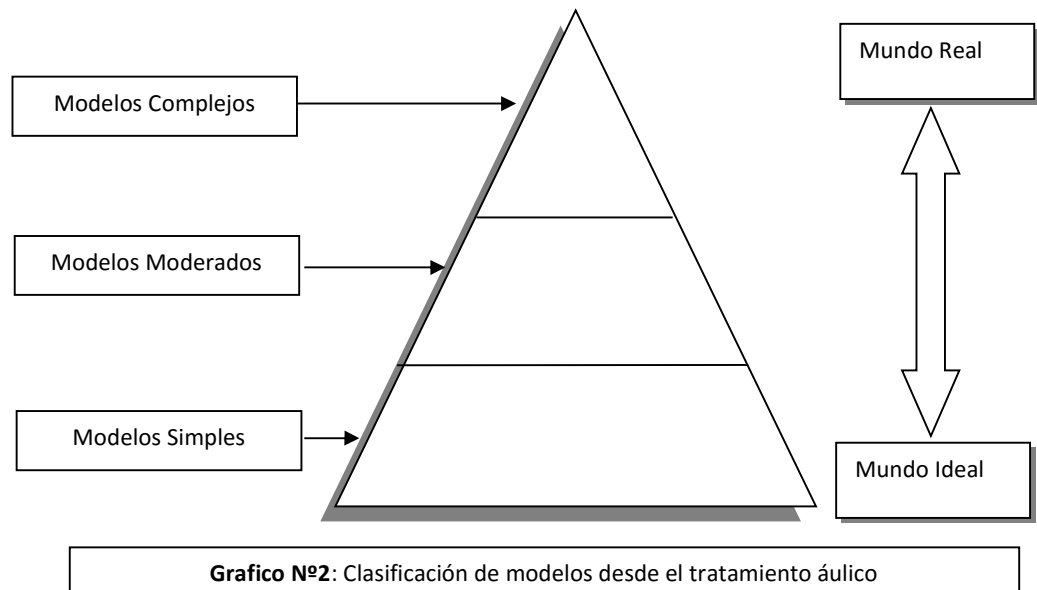 Mundo Real
Modelos Complejos
Modelos Moderados
Modelos Simples
Mundo Ideal
Grafico Nº2: Clasificación de modelos desde el tratamiento áulico